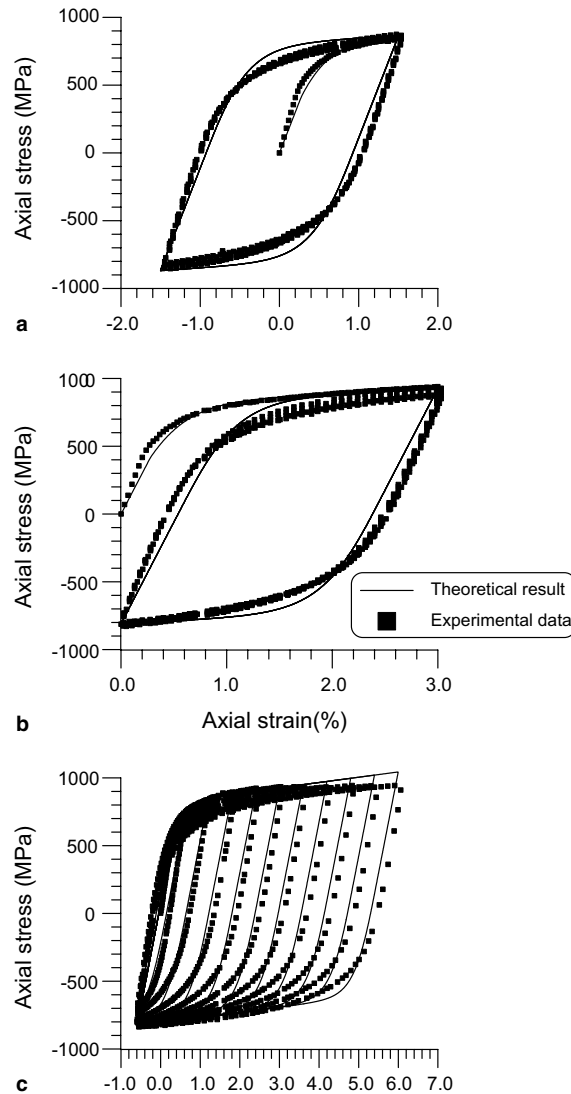 1000
500
0
-500
-1000
Axial stress (MPa)
-2.0 -1.0 0.0 1.0 2.0
a
1000
500
0
-500
-1000
Axial stress (MPa)
Theoretical result
Experimental data
0.0 1.0 2.0 3.0
Axial strain(%)
b
1000
500
0
-500
-1000
Axial stress (MPa)
-1.0 0.0 1.0 2.0 3.0 4.0 5.0 6.0 7.0
c